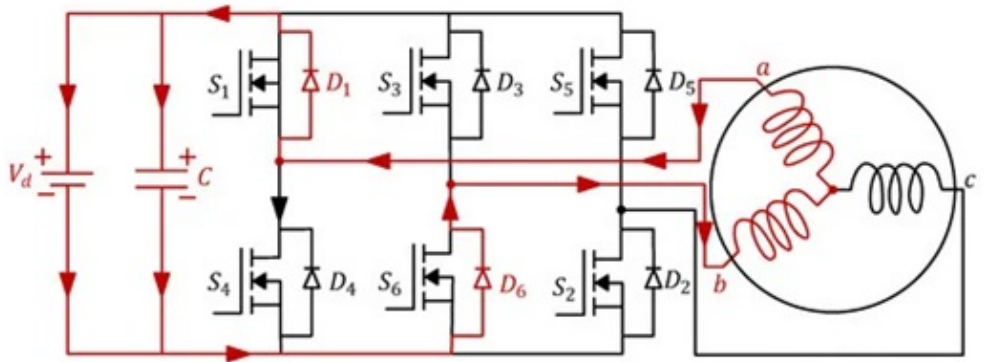 a
S1 D1 S3 D3 S5 D5
+ +
Vd C c
− −
S4 D4 S6 D6 S2 D2
b